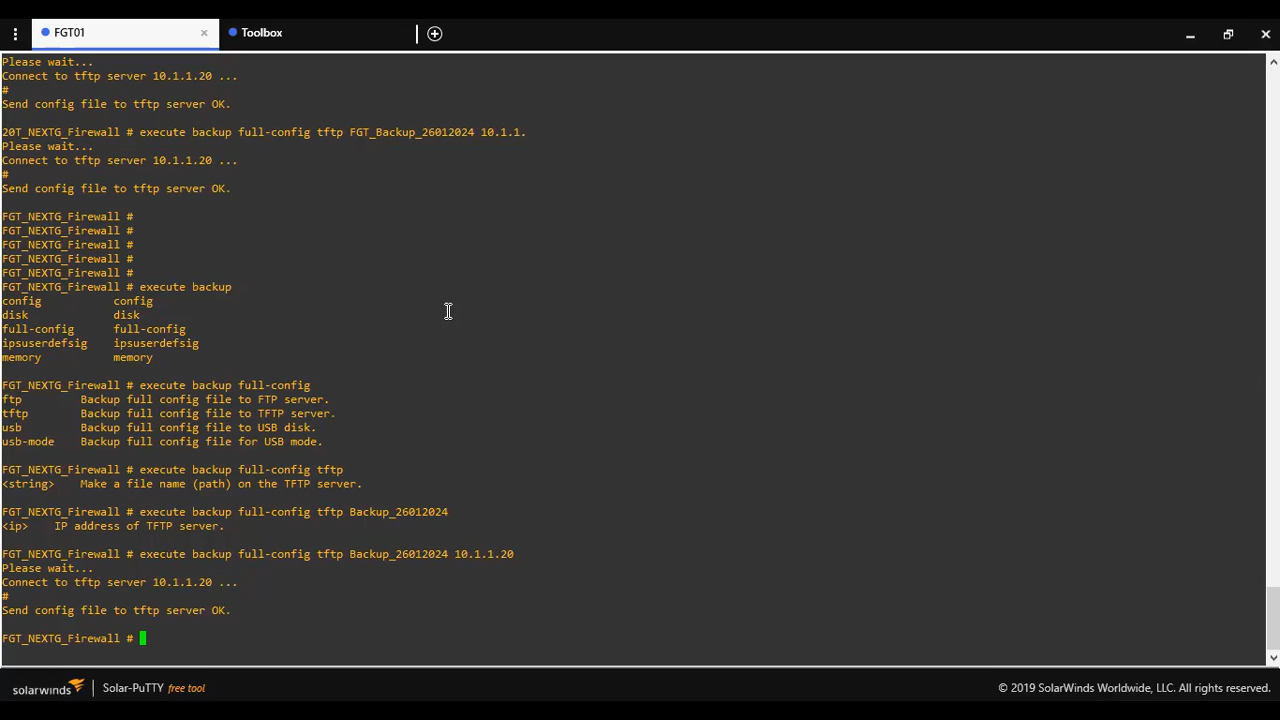 FGT01
Toolbox
Please wait...
Connect to tftp server 10.1.1.20 ...
#
Send config file to tftp server OK.
20T_NEXTG_Firewall # execute backup full-config tftp FGT_Backup_26012024 10.1.1.
Please wait...
Connect to tftp server 10.1.1.20 ...
#
Send config file to tftp server OK.
FGT_NEXTG_Firewall #
FGT_NEXTG_Firewall #
FGT_NEXTG_Firewall #
FGT_NEXTG_Firewall #
FGT_NEXTG_Firewall #
FGT_NEXTG_Firewall # execute backup
config config
disk disk
full-config full-config
ipsuserdefsig ipsuserdefsig
memory memory
FGT_NEXTG_Firewall # execute backup full-config
ftp Backup full config file to FTP server.
tftp Backup full config file to TFTP server.
usb Backup full config file to USB disk.
usb-mode Backup full config file for USB mode.
FGT_NEXTG_Firewall # execute backup full-config tftp
<string> Make a file name (path) on the TFTP server.
FGT_NEXTG_Firewall # execute backup full-config tftp Backup_26012024
<ip> IP address of TFTP server.
FGT_NEXTG_Firewall # execute backup full-config tftp Backup_26012024 10.1.1.20
Please wait...
Connect to tftp server 10.1.1.20 ...
#
Send config file to tftp server OK.
FGT_NEXTG_Firewall #
solarwinds Solar-PuTTY free tool © 2019 SolarWinds Worldwide, LLC. All rights reserved.